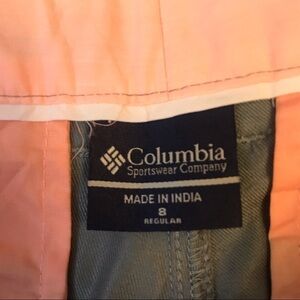 Columbia
Sportswear Company
MADE IN INDIA
8
REGULAR